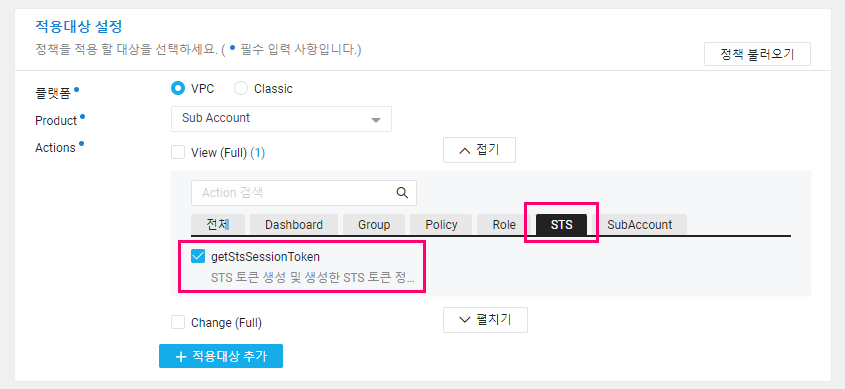 적용대상 설정
정책을 적용 할 대상을 선택하세요. ( • 필수 입력 사항입니다.)
정책 불러오기
플랫폼 •
VPC
Classic
Product •
Sub Account
Actions •
View (Full) (1)
접기
Action 검색
전체 Dashboard Group Policy Role STS SubAccount
getStsSessionToken
STS 토큰 생성 및 생성한 STS 토큰 정...
Change (Full)
펼치기
+ 적용대상 추가